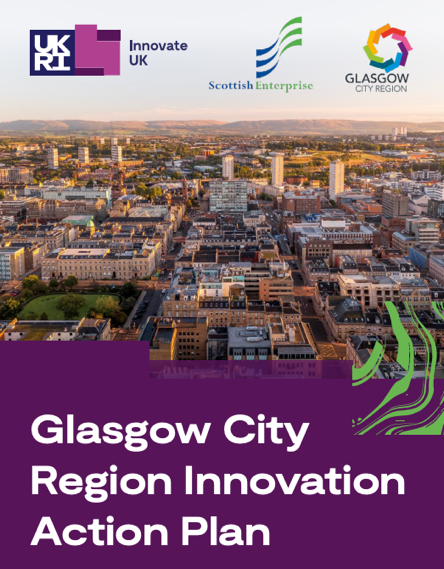 UK
RI
Innovate
UK
Scottish Enterprise
GLASGOW
CITY REGION
Glasgow City
Region Innovation
Action Plan